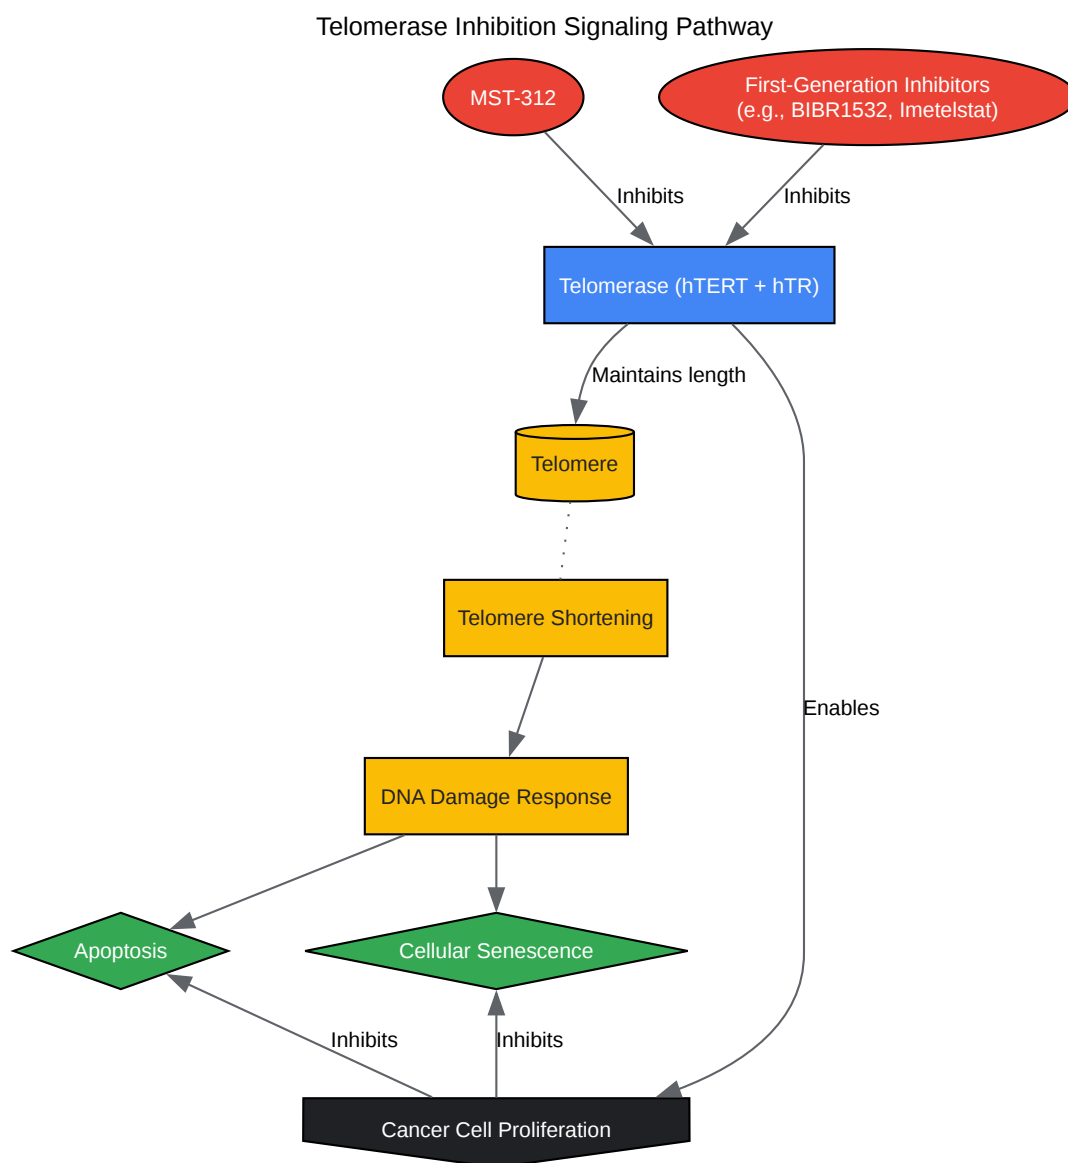 Telomerase Inhibition Signaling Pathway
MST-312
First-Generation Inhibitors
(e.g., BIBR1532, Imetelstat)
Inhibits
Inhibits
Telomerase (hTERT + hTR)
Maintains length
Telomere
Telomere Shortening
Enables
DNA Damage Response
Apoptosis
Cellular Senescence
Inhibits
Inhibits
Cancer Cell Proliferation